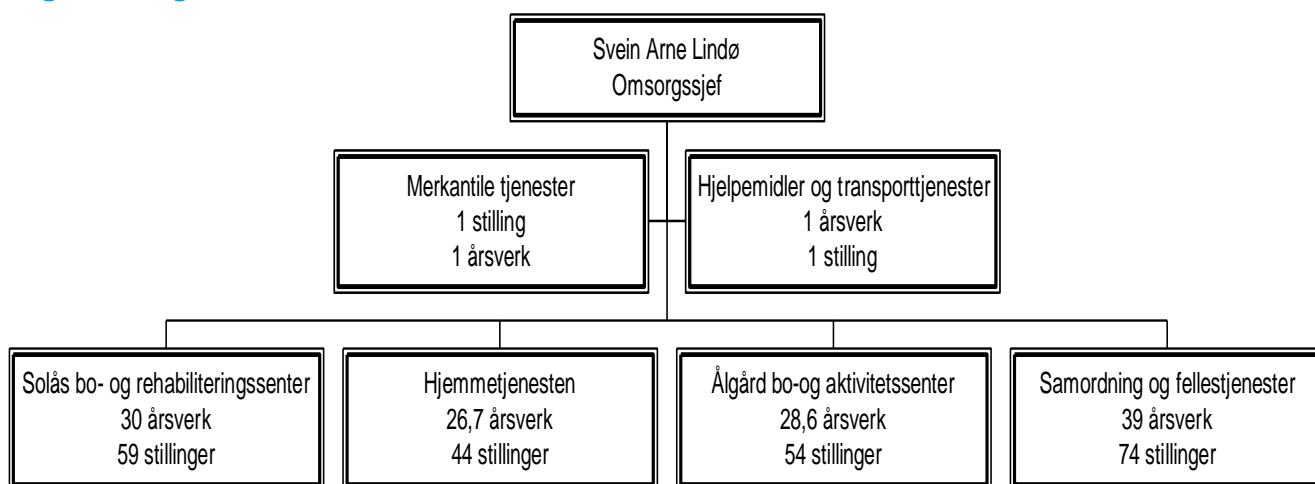 Svein Arne Lindø
Omsorgssjef
Merkantile tjenester
1 stilling
1 årsverk
Hjelpemidler og transporttjenester
1 årsverk
1 stilling
Solås bo- og rehabiliteringssenter
30 årsverk
59 stillinger
Hjemmetjenesten
26,7 årsverk
44 stillinger
Ålgård bo-og aktivitetssenter
28,6 årsverk
54 stillinger
Samordning og fellestjenester
39 årsverk
74 stillinger